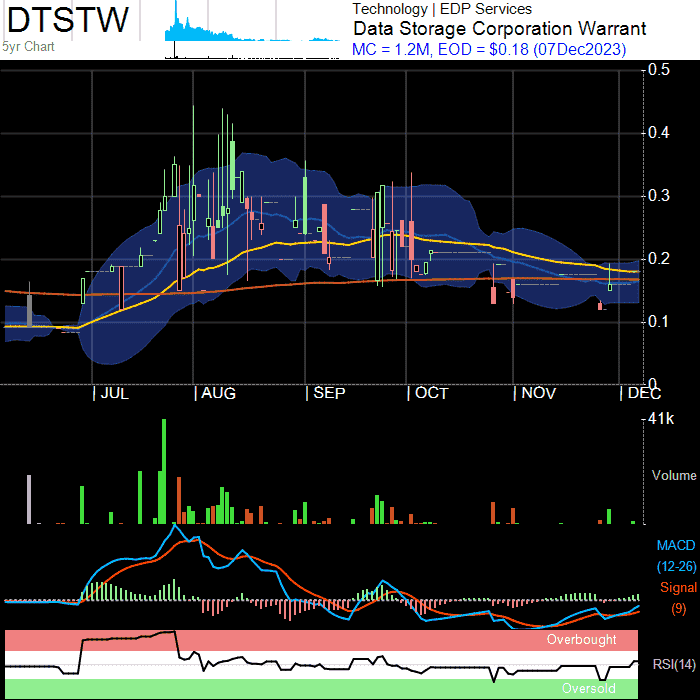 DTSTW
5yr Chart
Technology | EDP Services
Data Storage Corporation Warrant
MC = 1.2M, EOD = $0.18 (07Dec2023)
0.5
0.4
0.3
0.2
0.1
0
JUL
AUG
SEP
OCT
NOV
DEC
41k
Volume
MACD
(12-26)
Signal
(9)
Overbought
RSI(14)
Oversold